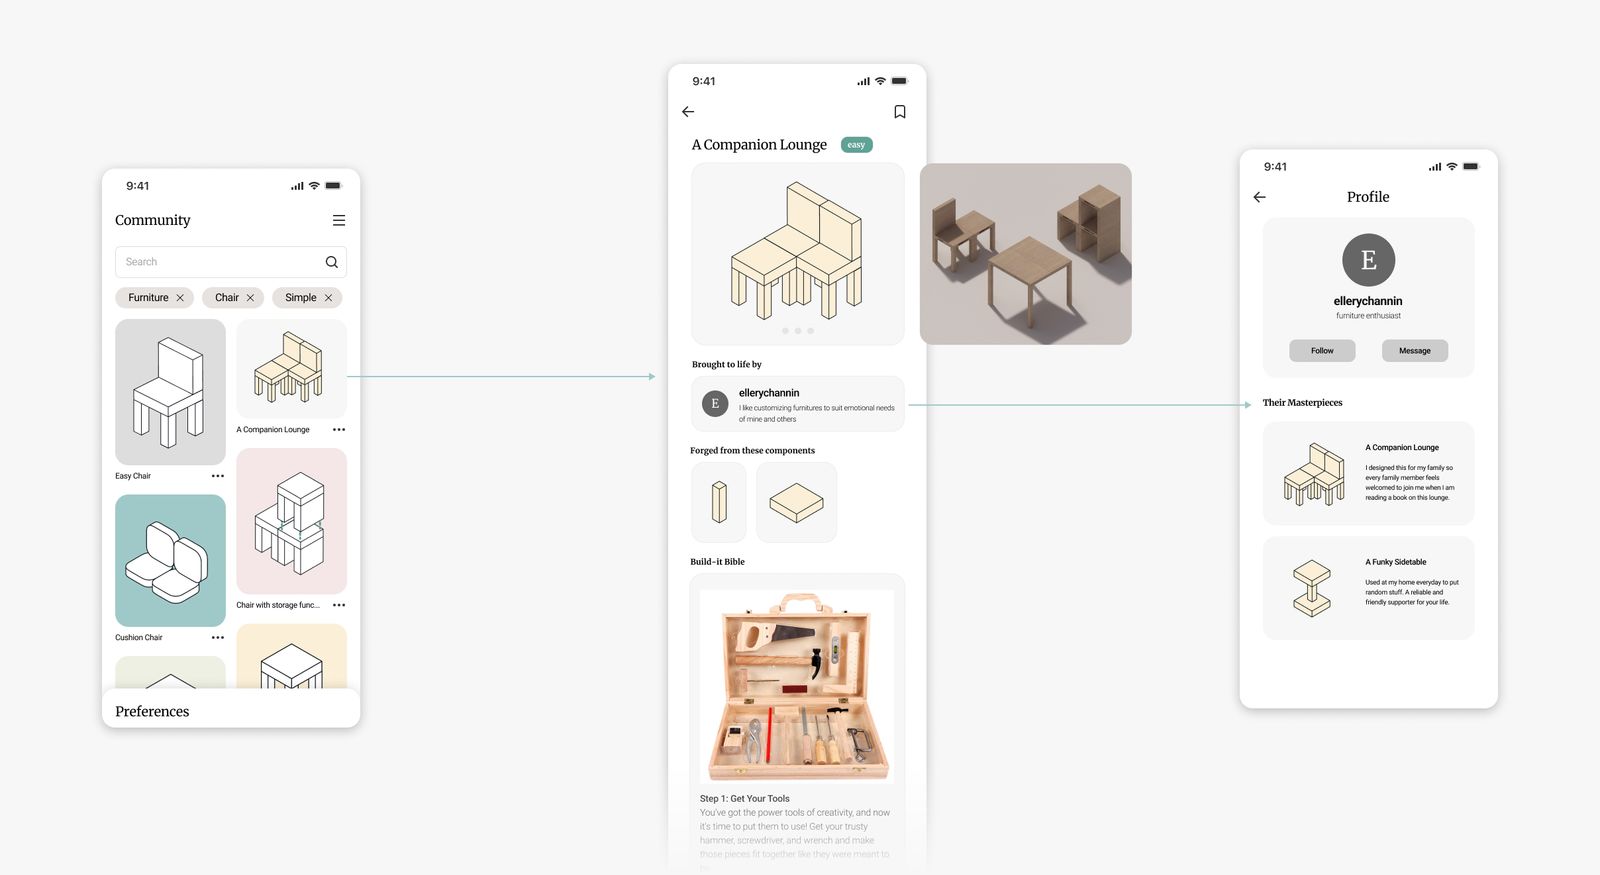 9:41
Community
Search
Furniture
Chair
Simple
A Companion Lounge
Easy Chair
Chair with storage func...
Cushion Chair
Preferences
9:41
A Companion Lounge
easy
Brought to life by
E
ellerychannin
I like customizing furnitures to suit emotional needs
of mine and others
Forged from these components
Build-it Bible
Step 1: Get Your Tools
You've got the power tools of creativity, and now
it's time to put them to use! Get your trusty
hammer, screwdriver, and wrench and make
those pieces fit together like they were meant to
be
9:41
Profile
E
ellerychannin
furniture enthusiast
Follow
Message
Their Masterpieces
A Companion Lounge
I designed this for my family so
every family member feels
welcomed to join me when I am
reading a book on this lounge.
A Funky Sidetable
Used at my home everyday to put
random stuff. A reliable and
friendly supporter for your life.